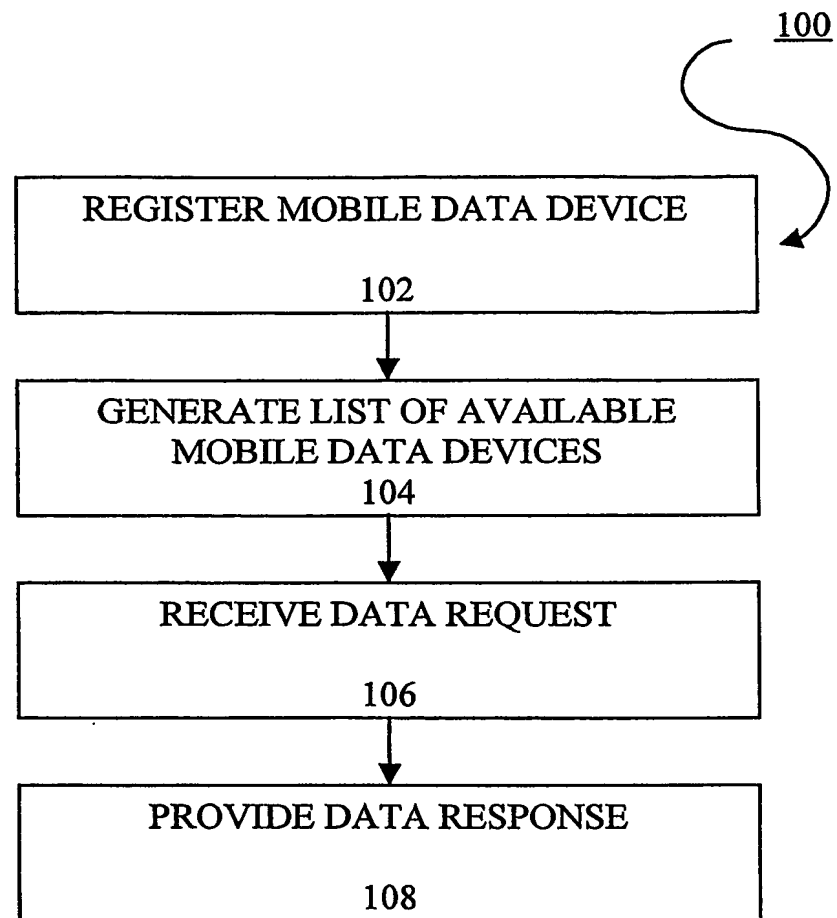 100
REGISTER MOBILE DATA DEVICE
102
GENERATE LIST OF AVAILABLE
MOBILE DATA DEVICES
104
RECEIVE DATA REQUEST
106
PROVIDE DATA RESPONSE
108